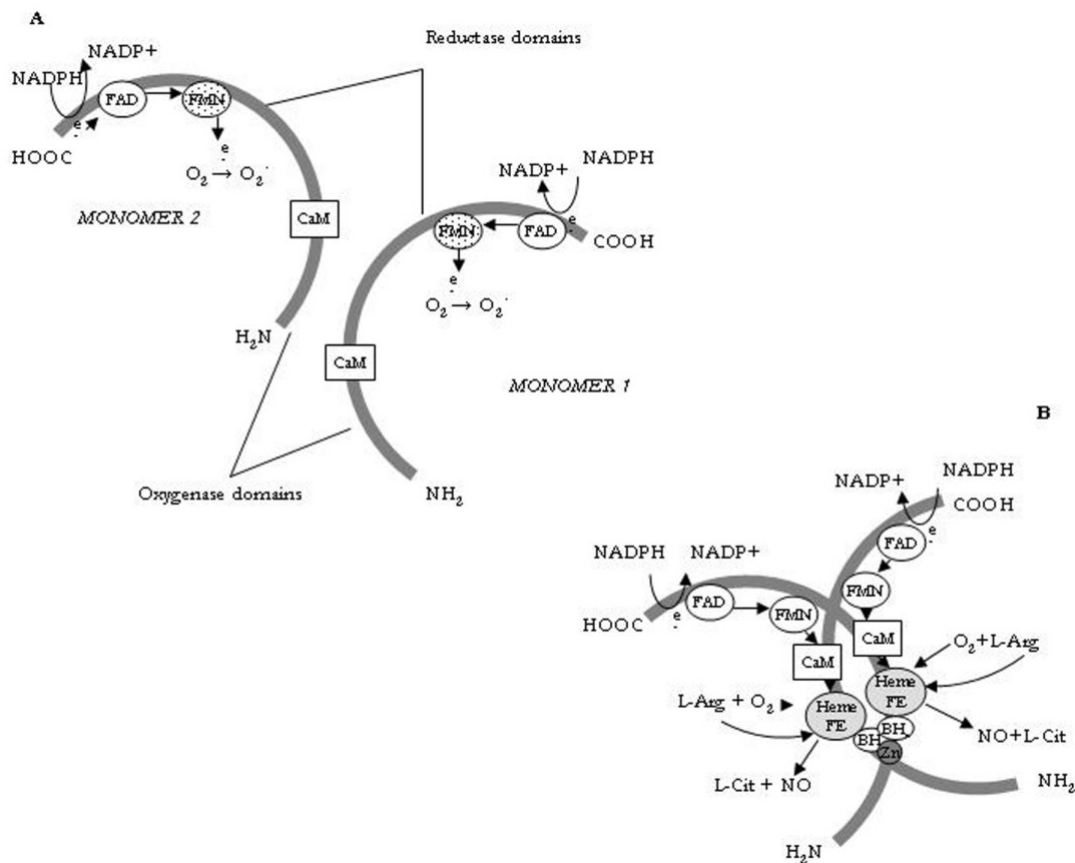 A
Reductase domains
NADP+
NADPH
FAD
FMN
e-
HOOC
e-
O2 → O2·-
MONOMER 2
CaM
H2N
NADP+
NADPH
FMN
FAD
e-
COOH
e-
O2 → O2·-
CaM
MONOMER 1
NH2
Oxygenase domains
B
NADP+
NADPH
COOH
e-
FAD
FMN
NADPH
NADP+
FAD
FMN
HOOC
e-
CaM
CaM
O2+L-Arg
Heme
FE
L-Arg + O2
Heme
FE
BH
BH
Zn
NO+L-Cit
L-Cit + NO
NH2
H2N